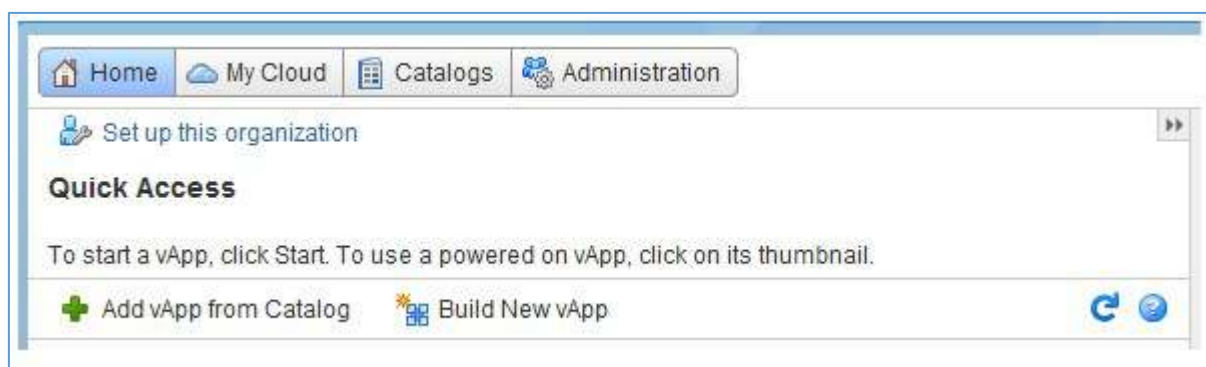 Home My Cloud Catalogs Administration
Set up this organization
Quick Access
To start a vApp, click Start. To use a powered on vApp, click on its thumbnail.
Add vApp from Catalog Build New vApp